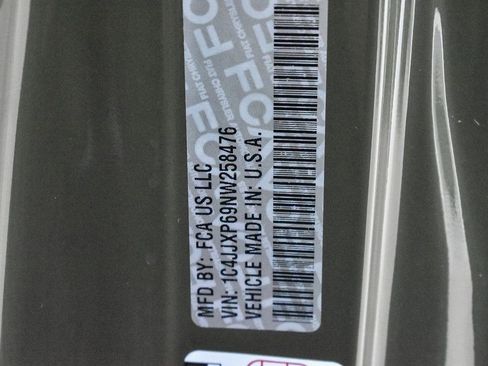 MFD BY: FCA US LLC
VIN: 1C4JJXP69NW258476
VEHICLE MADE IN: U.S.A.